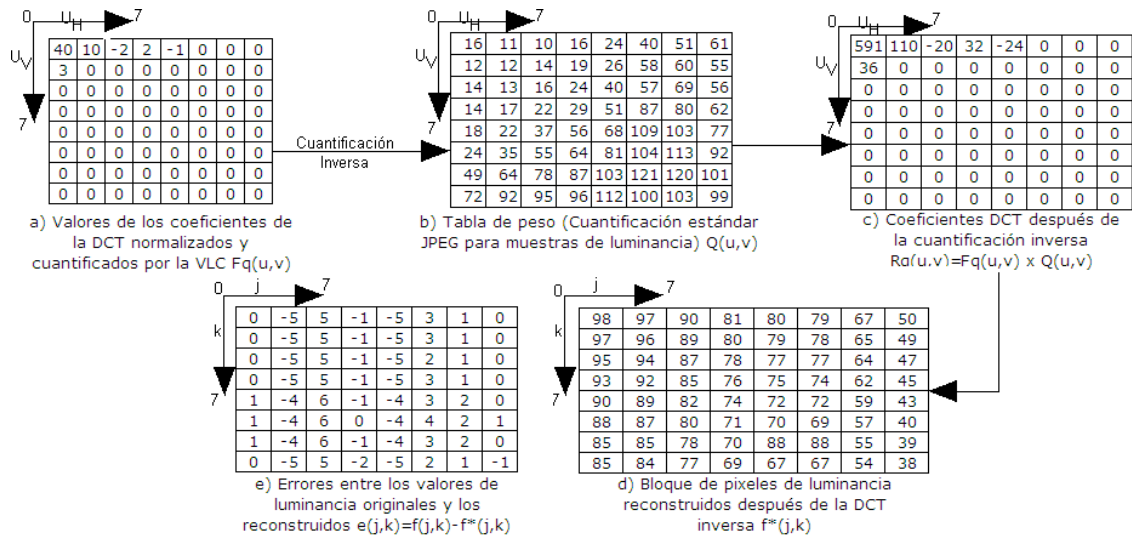 0 U_H 7
U_V
40 10 -2 2 -1 0 0 0
3 0 0 0 0 0 0 0
0 0 0 0 0 0 0 0
0 0 0 0 0 0 0 0
0 0 0 0 0 0 0 0
0 0 0 0 0 0 0 0
0 0 0 0 0 0 0 0
0 0 0 0 0 0 0 0
7
a) Valores de los coeficientes de
la DCT normalizados y
cuantificados por la VLC Fq(u,v)
Cuantificación
Inversa
0 U_H 7
U_V
16 11 10 16 24 40 51 61
12 12 14 19 26 58 60 55
14 13 16 24 40 57 69 56
14 17 22 29 51 87 80 62
18 22 37 56 68 109 103 77
24 35 55 64 81 104 113 92
49 64 78 87 103 121 120 101
72 92 95 96 112 100 103 99
7
b) Tabla de peso (Cuantificación estándar
JPEG para muestras de luminancia) Q(u,v)
0 U_H 7
U_V
591 110 -20 32 -24 0 0 0
36 0 0 0 0 0 0 0
0 0 0 0 0 0 0 0
0 0 0 0 0 0 0 0
0 0 0 0 0 0 0 0
0 0 0 0 0 0 0 0
0 0 0 0 0 0 0 0
0 0 0 0 0 0 0 0
7
c) Coeficientes DCT después de
la cuantificación inversa
Rq(u,v)=Fq(u,v) x Q(u,v)
0 j 7
k
0 -5 5 -1 -5 3 1 0
0 -5 5 -1 -5 3 1 0
0 -5 5 -1 -5 2 1 0
0 -5 5 -1 -5 3 1 0
1 -4 6 -1 -4 3 2 0
1 -4 6 0 -4 4 2 1
1 -4 6 -1 -4 3 2 0
0 -5 5 -2 -5 2 1 -1
7
e) Errores entre los valores de
luminancia originales y los
reconstruidos e(j,k)=f(j,k)-f*(j,k)
0 j 7
k
98 97 90 81 80 79 67 50
97 96 89 80 79 78 65 49
95 94 87 78 77 77 64 47
93 92 85 76 75 74 62 45
90 89 82 74 72 72 59 43
88 87 80 71 70 69 57 40
85 85 78 70 88 88 55 39
85 84 77 69 67 67 54 38
7
d) Bloque de pixeles de luminancia
reconstruidos después de la DCT
inversa f*(j,k)